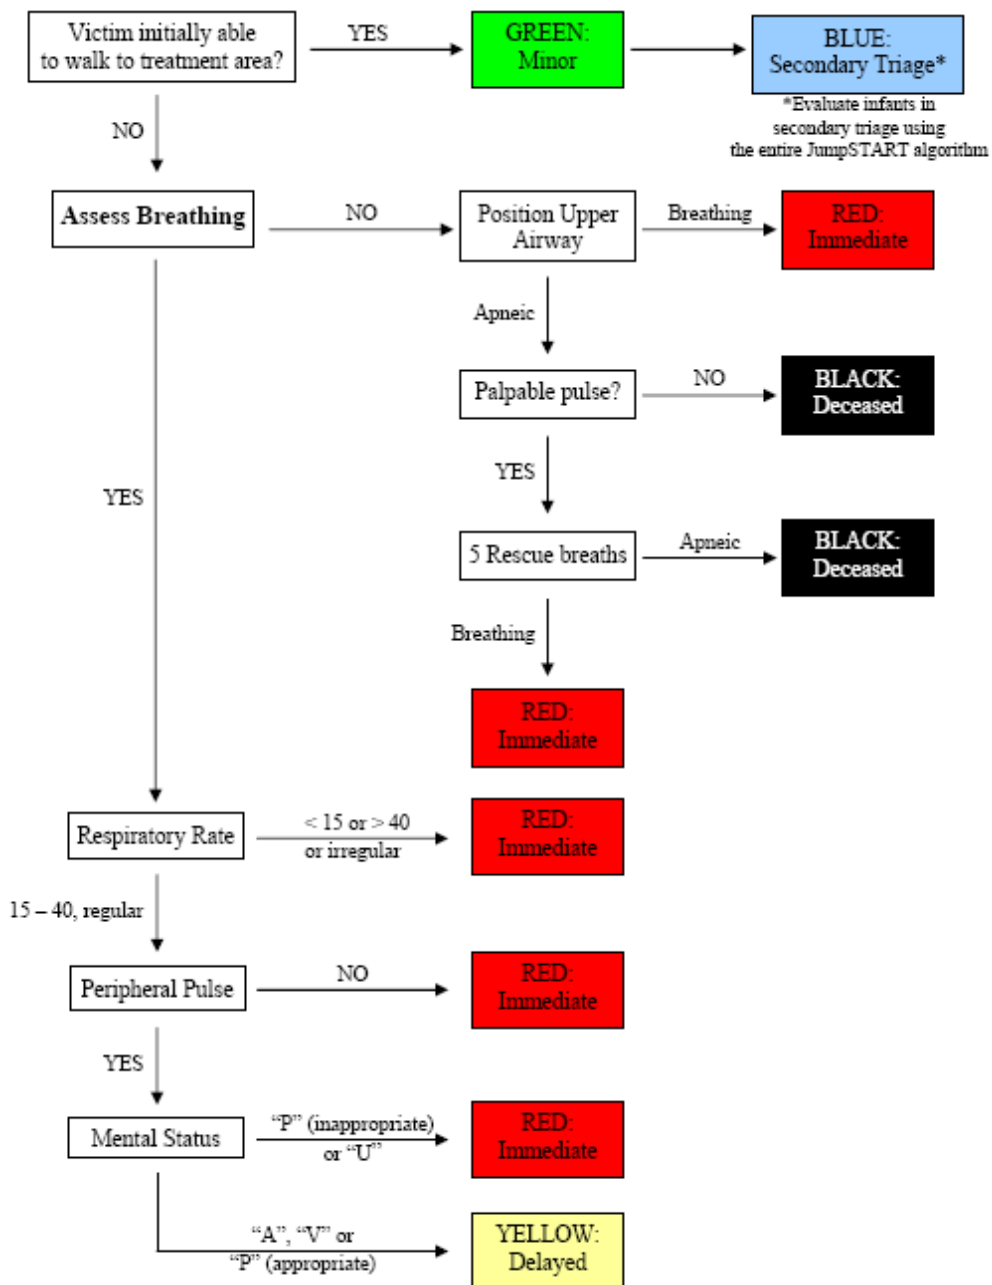 Victim initially able
to walk to treatment area?
YES
GREEN:
Minor
BLUE:
Secondary Triage*
*Evaluate infants in
secondary triage using
the entire JumpSTART algorithm
NO
Assess Breathing
NO
Position Upper
Airway
Breathing
RED:
Immediate
Apneic
Palpable pulse?
NO
BLACK:
Deceased
YES
YES
5 Rescue breaths
Apneic
BLACK:
Deceased
Breathing
RED:
Immediate
Respiratory Rate
< 15 or > 40
or irregular
RED:
Immediate
15 – 40, regular
Peripheral Pulse
NO
RED:
Immediate
YES
Mental Status
“P” (inappropriate)
or “U”
RED:
Immediate
“A”, “V” or
“P” (appropriate)
YELLOW:
Delayed